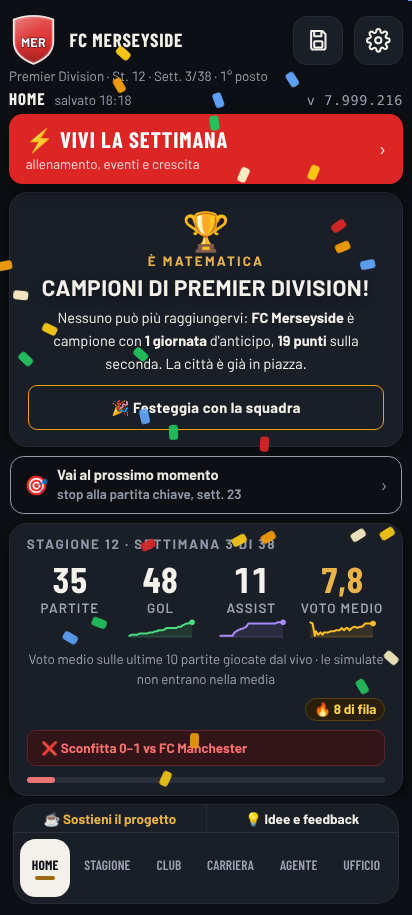 MER
FC MERSEYSIDE
Premier Division · St. 12 · Sett. 3/38 · 1° posto
HOME salvato 18:18 v 7.999.216
⚡ VIVI LA SETTIMANA
allenamento, eventi e crescita
È MATEMATICA
CAMPIONI DI PREMIER DIVISION!
Nessuno può più raggiungervi: FC Merseyside è
campione con 1 giornata d'anticipo, 19 punti sulla
seconda. La città è già in piazza.
🎉 Festeggia con la squadra
🎯 Vai al prossimo momento
stop alla partita chiave, sett. 23
STAGIONE 12 · SETTIMANA 3 DI 38
35 48 11 7,8
PARTITE GOL ASSIST VOTO MEDIO
Voto medio sulle ultime 10 partite giocate dal vivo · le simulate
non entrano nella media
🔥 8 di fila
❌ Sconfitta 0–1 vs FC Manchester
☕ Sostieni il progetto 💡 Idee e feedback
HOME STAGIONE CLUB CARRIERA AGENTE UFFICIO